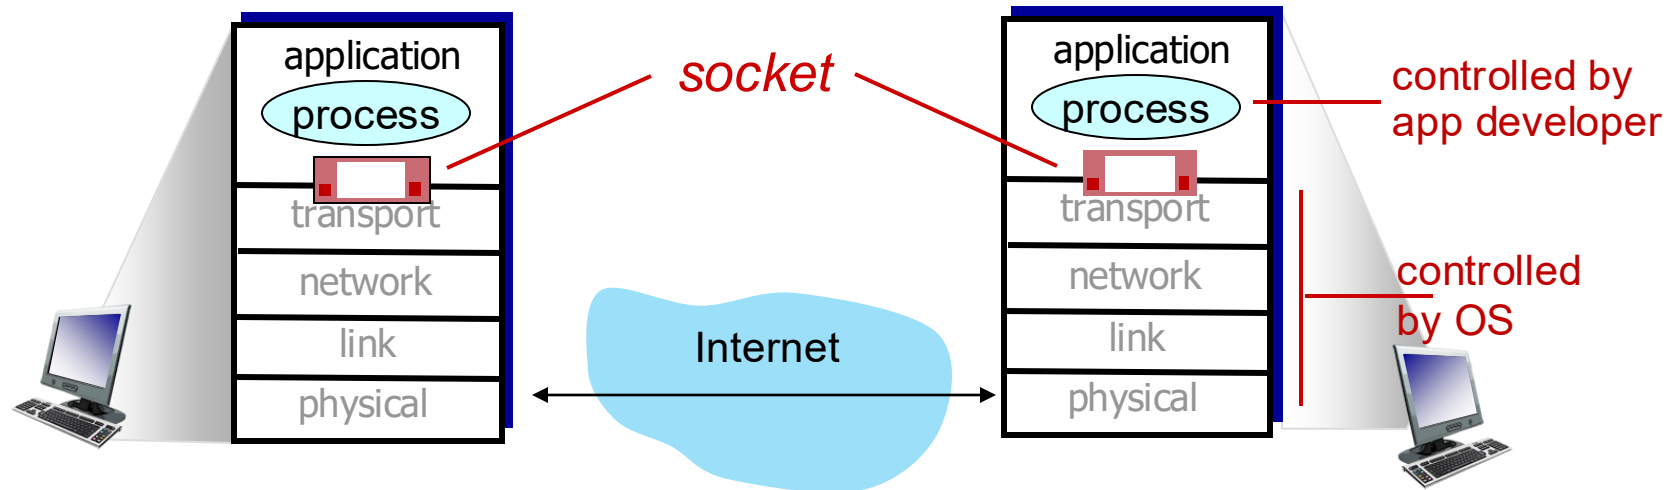 application
process
transport
network
link
physical
socket
Internet
application
process
transport
network
link
physical
controlled by
app developer
controlled
by OS